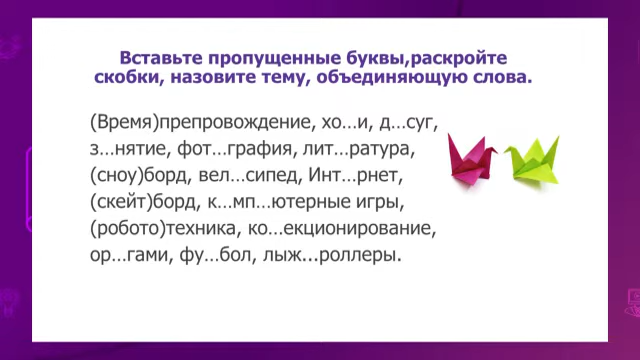 Вставьте пропущенные буквы,раскройте
скобки, назовите тему, объединяющую слова.
(Время)препровождение, хо...и, д...суг,
з...нятие, фот...графия, лит...ратура,
(сноу)борд, вел...сипед, Инт...рнет,
(скейт)борд, к...мп...ютерные игры,
(робото)техника, ко...екционирование,
ор...гами, фу...бол, лыж...роллеры.